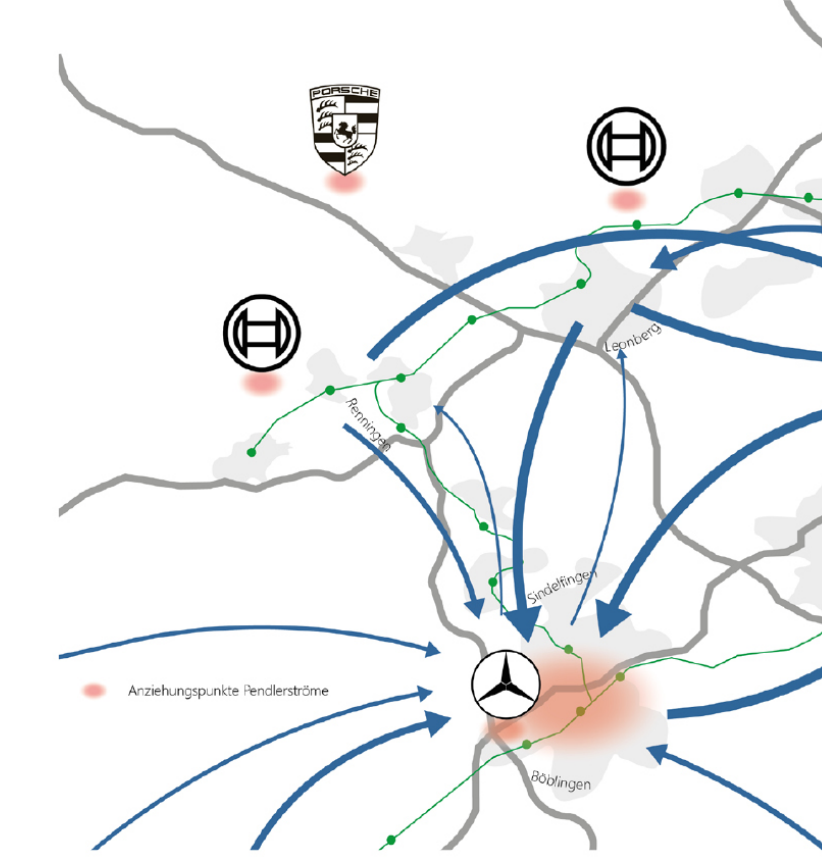 PORSCHE
Leonberg
Renningen
Sindelfingen
Anziehungspunkte Pendlerströme
Böblingen